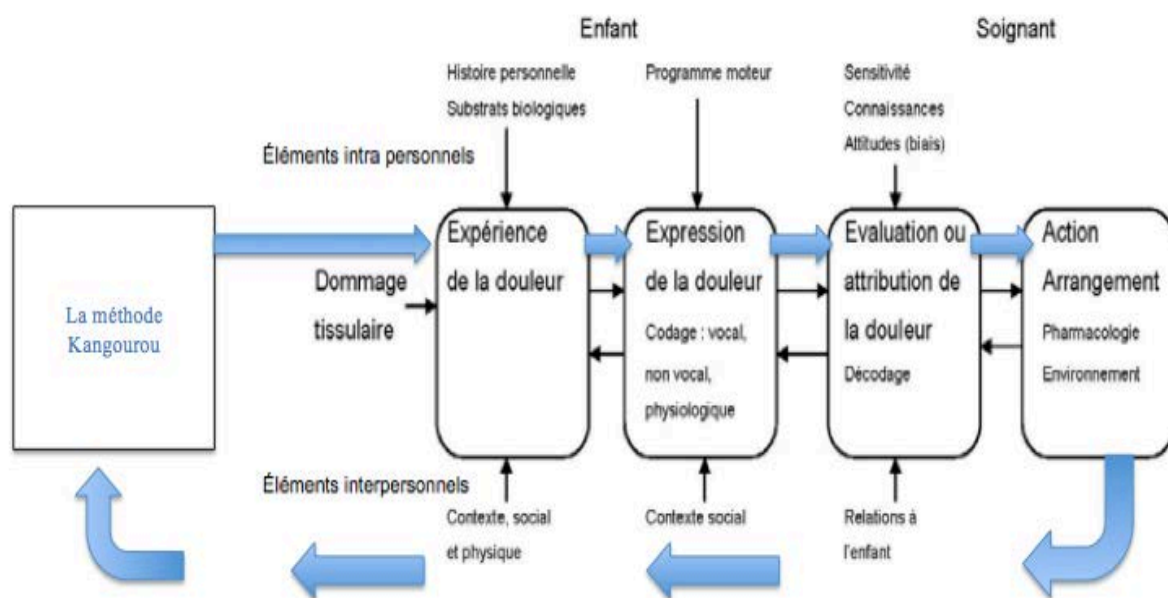 Enfant
Soignant
Histoire personnelle
Substrats biologiques
Programme moteur
Sensitivité
Connaissances
Attitudes (biais)
Éléments intra personnels
La méthode
Kangourou
Dommage
tissulaire
Expérience
de la douleur
Expression
de la douleur
Codage : vocal,
non vocal,
physiologique
Evaluation ou
attribution de
la douleur
Décodage
Action
Arrangement
Pharmacologie
Environnement
Éléments interpersonnels
Contexte, social
et physique
Contexte social
Relations à
l'enfant